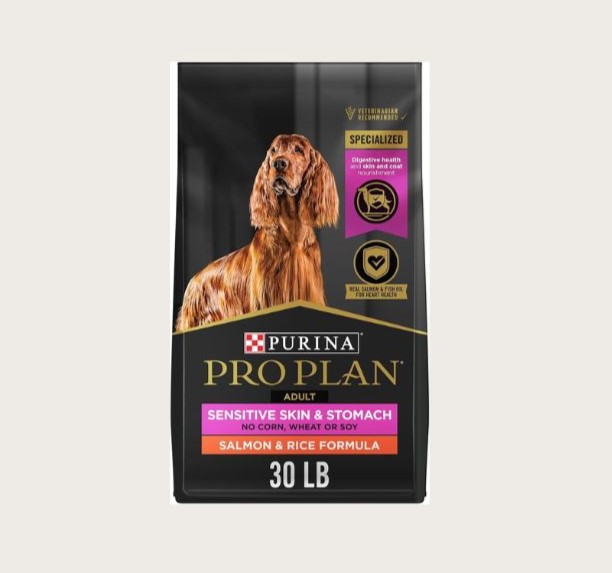 VETERINARIAN
RECOMMENDED
SPECIALIZED
Digestive health
and skin and coat
nourishment
REAL SALMON & FISH OIL
FOR HEART HEALTH
PURINA
PRO PLAN
ADULT
SENSITIVE SKIN & STOMACH
NO CORN, WHEAT OR SOY
SALMON & RICE FORMULA
30 LB